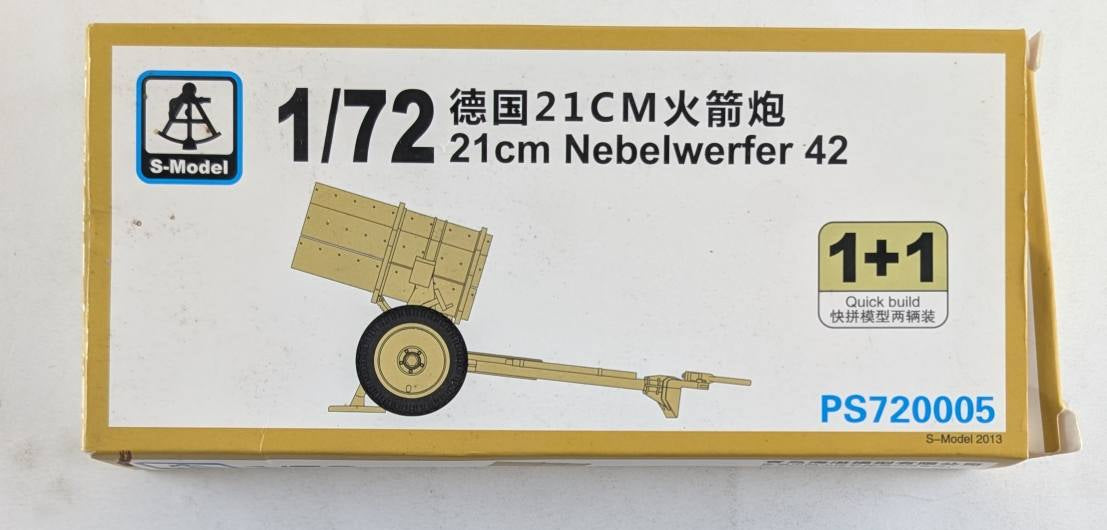 S-Model
1/72
德国21CM火箭炮
21cm Nebelwerfer 42
1+1
Quick build
快拼模型两辆装
PS720005
S-Model 2013